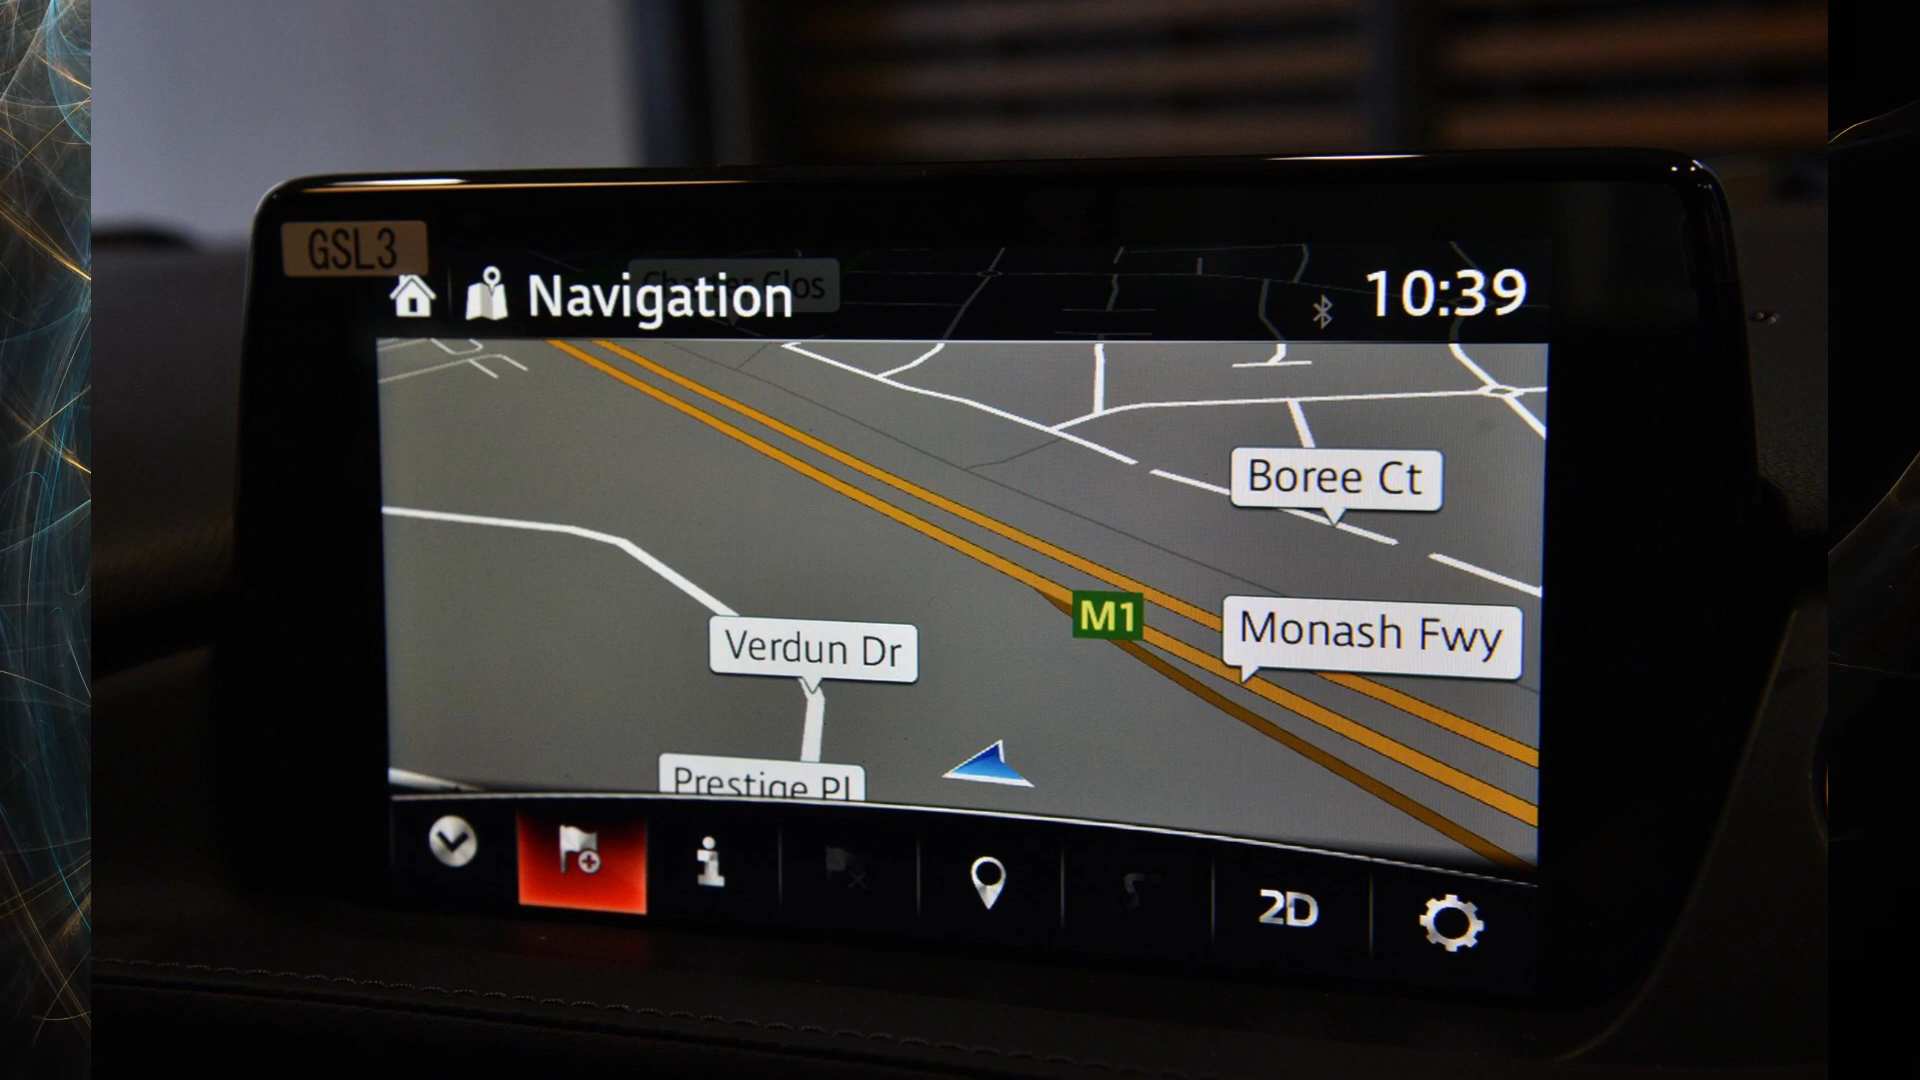 GSL3
Navigation
10:39
Boree Ct
M1
Monash Fwy
Verdun Dr
Prestige Pl
2D